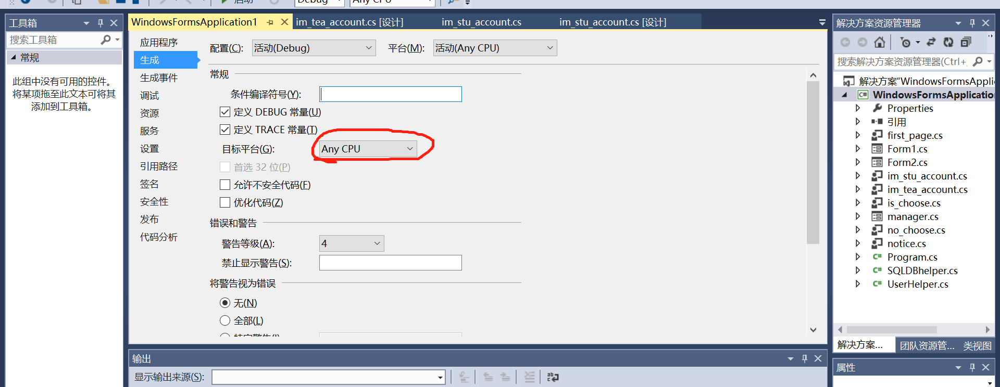 启动
Debug
Any CPU
工具箱
搜索工具箱
常规
此组中没有可用的控件。
将某项拖至此文本可将其
添加到工具箱。
WindowsFormsApplication1
im_tea_account.cs [设计]
im_stu_account.cs
im_stu_account.cs [设计]
应用程序
生成
生成事件
调试
资源
服务
设置
引用路径
签名
安全性
发布
代码分析
配置(C):
活动(Debug)
平台(M):
活动(Any CPU)
常规
条件编译符号(Y):
定义 DEBUG 常量(U)
定义 TRACE 常量(T)
目标平台(G):
Any CPU
首选 32 位(P)
允许不安全代码(F)
优化代码(Z)
错误和警告
警告等级(A):
4
禁止显示警告(S):
将警告视为错误
无(N)
全部(L)
特定警告(I)
输出
显示输出来源(S):
解决方案资源管理器
搜索解决方案资源管理器(Ctrl+
解决方案"WindowsFormsAppli
C# WindowsFormsApplicatio
Properties
引用
first_page.cs
Form1.cs
Form2.cs
im_stu_account.cs
im_tea_account.cs
is_choose.cs
manager.cs
no_choose.cs
notice.cs
C# Program.cs
C# SQLDBhelper.cs
C# UserHelper.cs
解决方案...
团队资源管...
类视图
属性